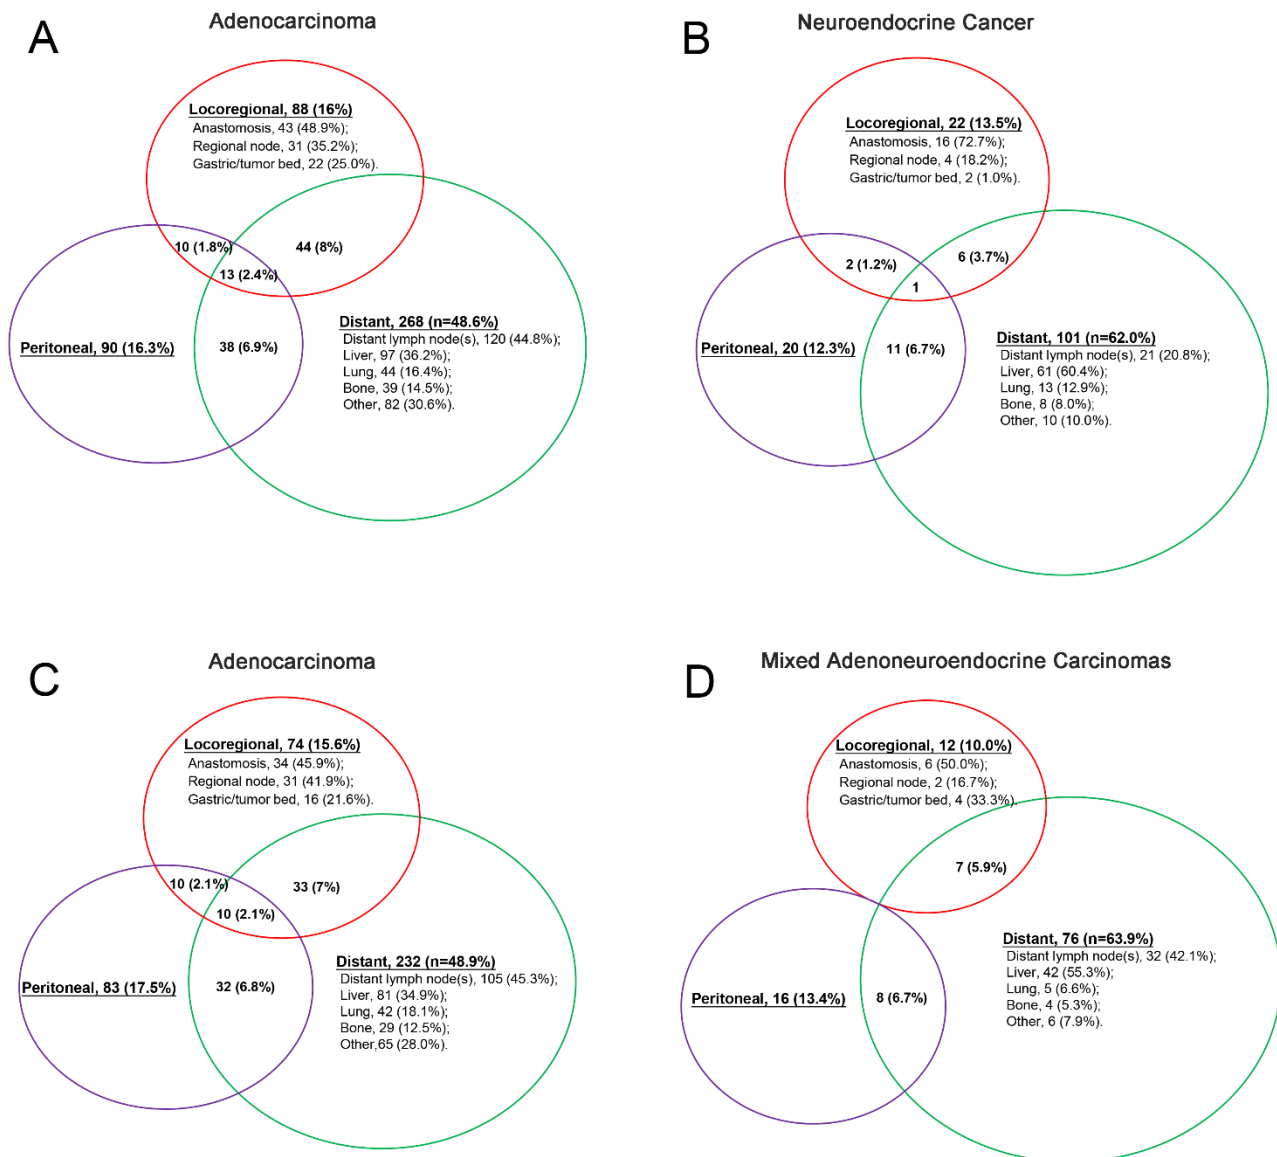 A
Adenocarcinoma
Locoregional, 88 (16%)
Anastomosis, 43 (48.9%);
Regional node, 31 (35.2%);
Gastric/tumor bed, 22 (25.0%).
10 (1.8%)
44 (8%)
13 (2.4%)
Peritoneal, 90 (16.3%)
38 (6.9%)
Distant, 268 (n=48.6%)
Distant lymph node(s), 120 (44.8%);
Liver, 97 (36.2%);
Lung, 44 (16.4%);
Bone, 39 (14.5%);
Other, 82 (30.6%).
B
Neuroendocrine Cancer
Locoregional, 22 (13.5%)
Anastomosis, 16 (72.7%);
Regional node, 4 (18.2%);
Gastric/tumor bed, 2 (1.0%).
2 (1.2%)
6 (3.7%)
1
Peritoneal, 20 (12.3%)
11 (6.7%)
Distant, 101 (n=62.0%)
Distant lymph node(s), 21 (20.8%);
Liver, 61 (60.4%);
Lung, 13 (12.9%);
Bone, 8 (8.0%);
Other, 10 (10.0%).
C
Adenocarcinoma
Locoregional, 74 (15.6%)
Anastomosis, 34 (45.9%);
Regional node, 31 (41.9%);
Gastric/tumor bed, 16 (21.6%).
10 (2.1%)
33 (7%)
10 (2.1%)
Peritoneal, 83 (17.5%)
32 (6.8%)
Distant, 232 (n=48.9%)
Distant lymph node(s), 105 (45.3%);
Liver, 81 (34.9%);
Lung, 42 (18.1%);
Bone, 29 (12.5%);
Other,65 (28.0%).
D
Mixed Adenoneuroendocrine Carcinomas
Locoregional, 12 (10.0%)
Anastomosis, 6 (50.0%);
Regional node, 2 (16.7%);
Gastric/tumor bed, 4 (33.3%).
7 (5.9%)
Peritoneal, 16 (13.4%)
8 (6.7%)
Distant, 76 (n=63.9%)
Distant lymph node(s), 32 (42.1%);
Liver, 42 (55.3%);
Lung, 5 (6.6%);
Bone, 4 (5.3%);
Other, 6 (7.9%).